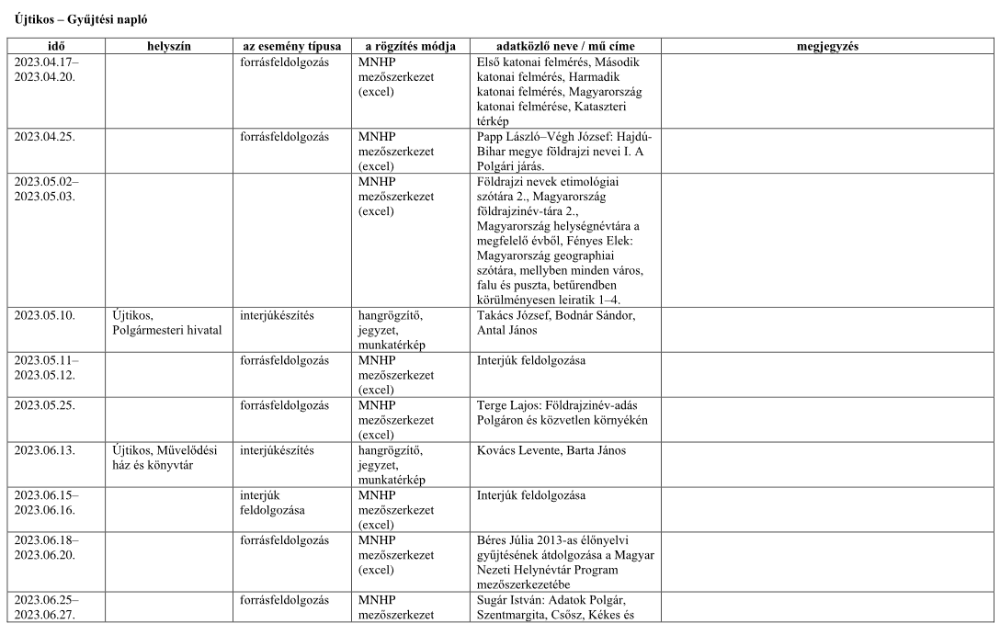 Újtikos – Gyűjtési napló
idő helyszín az esemény típusa a rögzítés módja adatközlő neve / mű címe megjegyzés
2023.04.17– forrásfeldolgozás MNHP Első katonai felmérés, Második
2023.04.20. mezőszerkezet katonai felmérés, Harmadik
(excel) katonai felmérés, Magyarország
katonai felmérése, Kataszteri
térkép
2023.04.25. forrásfeldolgozás MNHP Papp László–Végh József: Hajdú-
mezőszerkezet Bihar megye földrajzi nevei I. A
(excel) Polgári járás.
2023.05.02– MNHP Földrajzi nevek etimológiai
2023.05.03. mezőszerkezet szótára 2., Magyarország
(excel) földrajzinév-tára 2.,
Magyarország helységnévtára a
megfelelő évből, Fényes Elek:
Magyarország geographiai
szótára, mellyben minden város,
falu és puszta, betűrendben
körülményesen leiratik 1–4.
2023.05.10. Újtikos, interjúkészítés hangrögzítő, Takács József, Bodnár Sándor,
Polgármesteri hivatal jegyzet, Antal János
munkatérkép
2023.05.11– forrásfeldolgozás MNHP Interjúk feldolgozása
2023.05.12. mezőszerkezet
(excel)
2023.05.25. forrásfeldolgozás MNHP Terge Lajos: Földrajzinév-adás
mezőszerkezet Polgáron és közvetlen környékén
(excel)
2023.06.13. Újtikos, Művelődési interjúkészítés hangrögzítő, Kovács Levente, Barta János
ház és könyvtár jegyzet,
munkatérkép
2023.06.15– interjúk MNHP Interjúk feldolgozása
2023.06.16. feldolgozása mezőszerkezet
(excel)
2023.06.18– forrásfeldolgozás MNHP Béres Júlia 2013-as élőnyelvi
2023.06.20. mezőszerkezet gyűjtésének átdolgozása a Magyar
(excel) Nezeti Helynévtár Program
mezőszerkezetébe
2023.06.25– forrásfeldolgozás MNHP Sugár István: Adatok Polgár,
2023.06.27. mezőszerkezet Szentmargita, Csősz, Kékes és